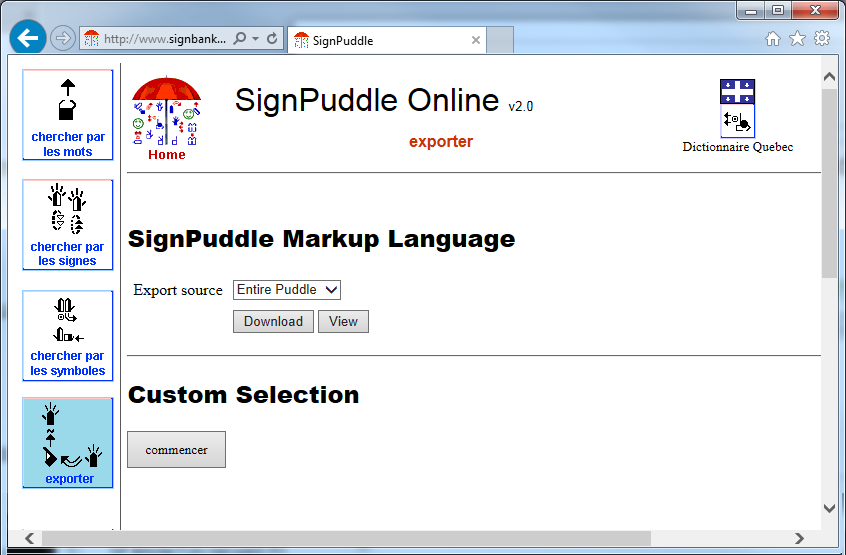 http://www.signbank...
SignPuddle
chercher par
les mots
chercher par
les signes
chercher par
les symboles
exporter
Home
SignPuddle Online v2.0
exporter
Dictionnaire Quebec
SignPuddle Markup Language
Export source Entire Puddle
Download View
Custom Selection
commencer